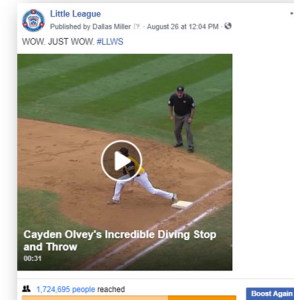 Little League
Published by Dallas Miller [?] · August 26 at 12:04 PM ·
WOW. JUST WOW. #LLWS
Cayden Olvey's Incredible Diving Stop
and Throw
00:31
1,724,695 people reached
Boost Again